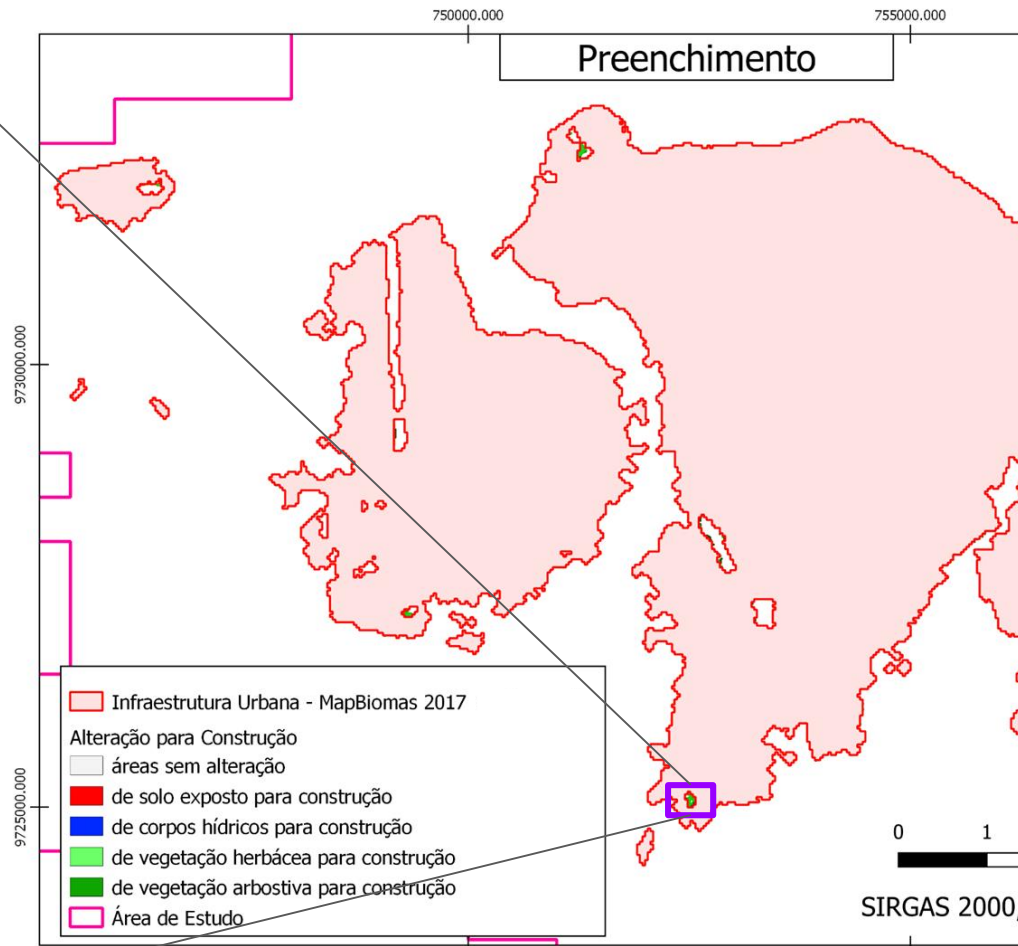 750000.000
755000.000
Preenchimento
9730000.000
9725000.000
Infraestrutura Urbana - MapBiomas 2017
Alteração para Construção
áreas sem alteração
de solo exposto para construção
de corpos hídricos para construção
de vegetação herbácea para construção
de vegetação arbostiva para construção
Área de Estudo
0 1
SIRGAS 2000,